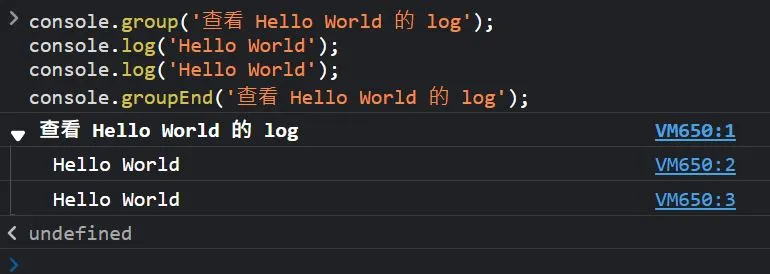 console.group('查看 Hello World 的 log');
console.log('Hello World');
console.log('Hello World');
console.groupEnd('查看 Hello World 的 log');
查看 Hello World 的 log VM650:1
Hello World VM650:2
Hello World VM650:3
undefined